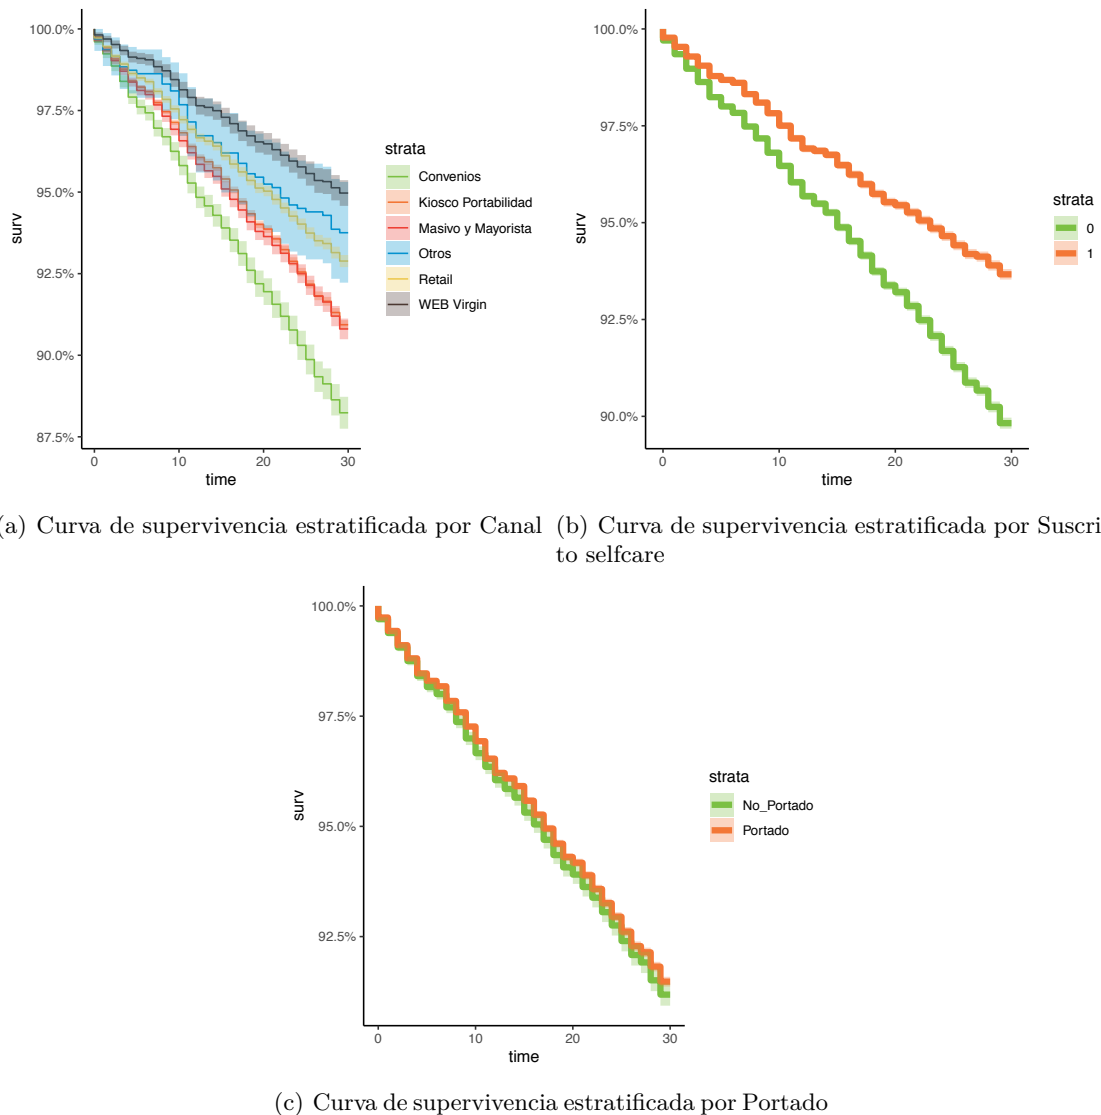 100.0%
97.5%
95.0%
92.5%
90.0%
87.5%
surv
0 10 20 30
time
strata
Convenios
Kiosco Portabilidad
Masivo y Mayorista
Otros
Retail
WEB Virgin
100.0%
97.5%
95.0%
92.5%
90.0%
surv
0 10 20 30
time
strata
0
1
a) Curva de supervivencia estratificada por Canal (b) Curva de supervivencia estratificada por Suscri
to selfcare
100.0%
97.5%
95.0%
92.5%
surv
0 10 20 30
time
strata
No_Portado
Portado
(c) Curva de supervivencia estratificada por Portado